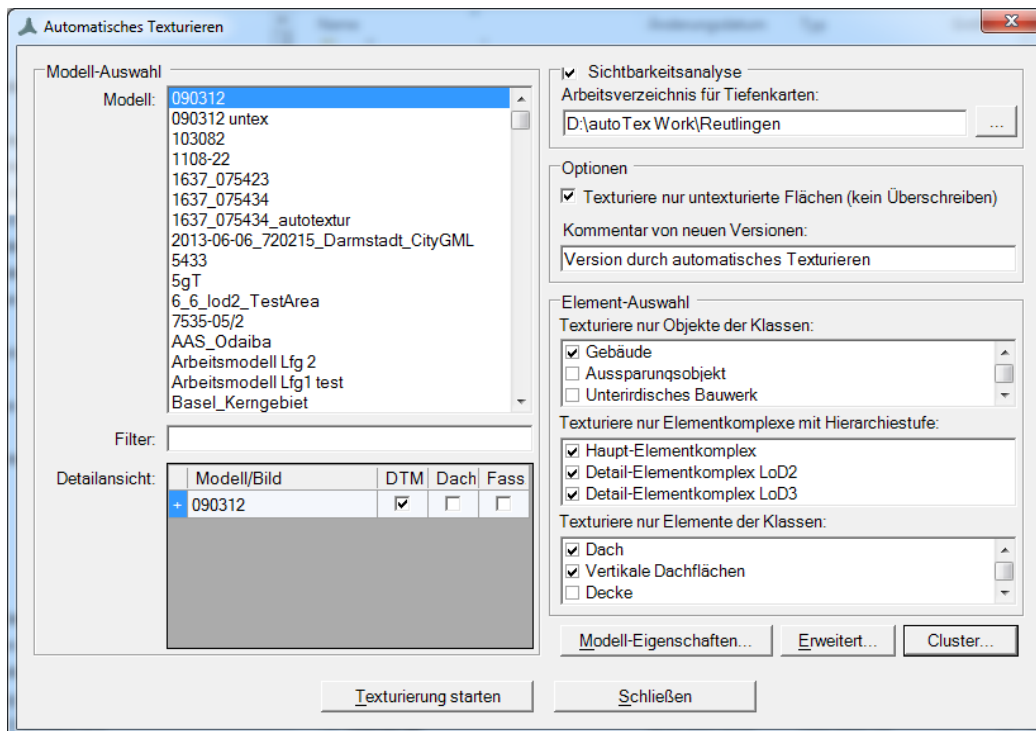 Automatisches Texturieren
Modell-Auswahl
Modell:
090312
090312 untex
103082
1108-22
1637_075423
1637_075434
1637_075434_autotextur
2013-06-06_720215_Darmstadt_CityGML
5433
5gT
6_6_lod2_TestArea
7535-05/2
AAS_Odaiba
Arbeitsmodell Lfg 2
Arbeitsmodell Lfg1 test
Basel_Kerngebiet
Filter:
Detailansicht:
Modell/Bild DTM Dach Fass
+ 090312
Sichtbarkeitsanalyse
Arbeitsverzeichnis für Tiefenkarten:
D:\autoTex Work\Reutlingen ...
Optionen
Texturiere nur untexturierte Flächen (kein Überschreiben)
Kommentar von neuen Versionen:
Version durch automatisches Texturieren
Element-Auswahl
Texturiere nur Objekte der Klassen:
Gebäude
Aussparungsobjekt
Unterirdisches Bauwerk
Texturiere nur Elementkomplexe mit Hierarchiestufe:
Haupt-Elementkomplex
Detail-Elementkomplex LoD2
Detail-Elementkomplex LoD3
Texturiere nur Elemente der Klassen:
Dach
Vertikale Dachflächen
Decke
Modell-Eigenschaften... Erweitert... Cluster...
Texturierung starten Schließen